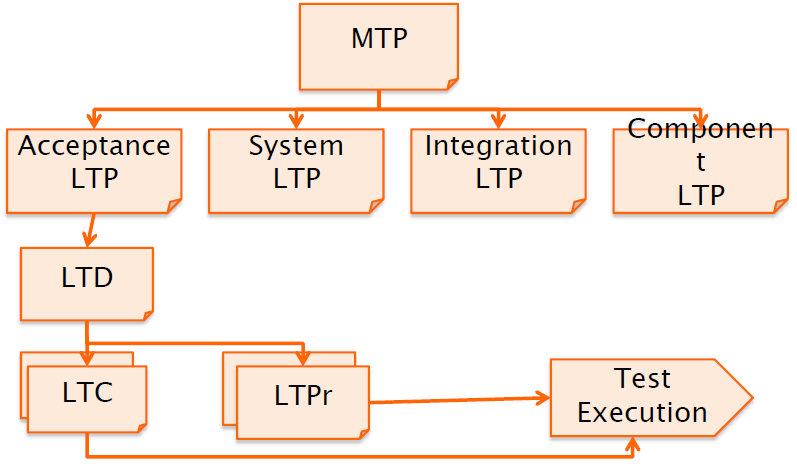 MTP
Acceptance
LTP
System
LTP
Integration
LTP
Componen
t
LTP
LTD
LTC
LTPr
Test
Execution